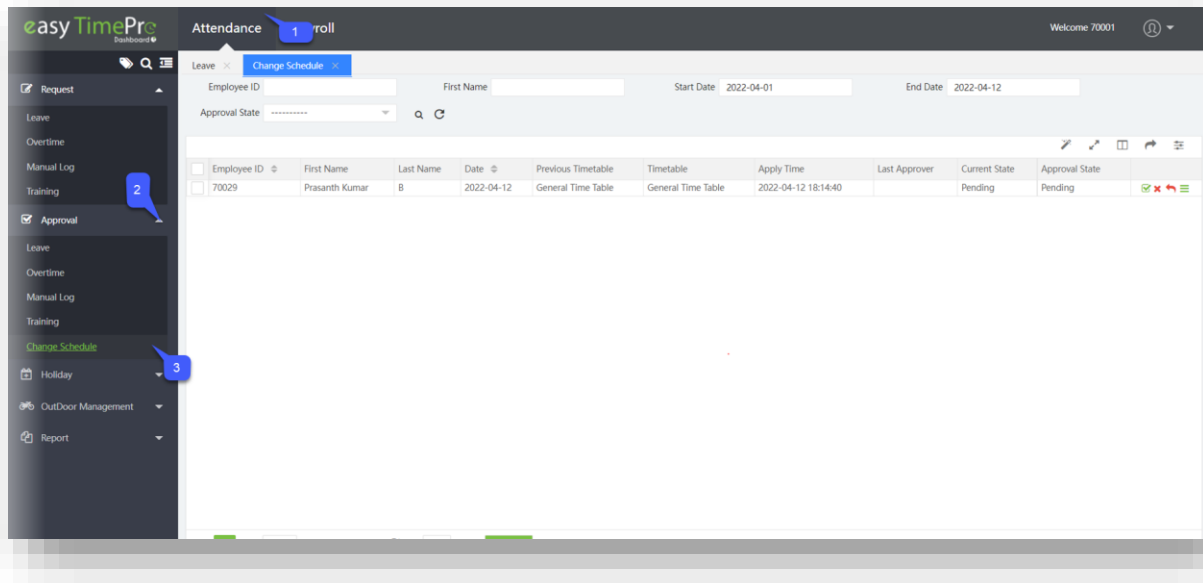 easy TimePro
Dashboard
Attendance 1 yroll Welcome 70001
Leave × Change Schedule ×
Employee ID First Name Start Date 2022-04-01 End Date 2022-04-12
Approval State ----------
Employee ID First Name Last Name Date Previous Timetable Timetable Apply Time Last Approver Current State Approval State
70029 Prasanth Kumar B 2022-04-12 General Time Table General Time Table 2022-04-12 18:14:40 Pending Pending
Request
Leave
Overtime
Manual Log
Training
2
Approval
Leave
Overtime
Manual Log
Training
Change Schedule
3
Holiday
OutDoor Management
Report